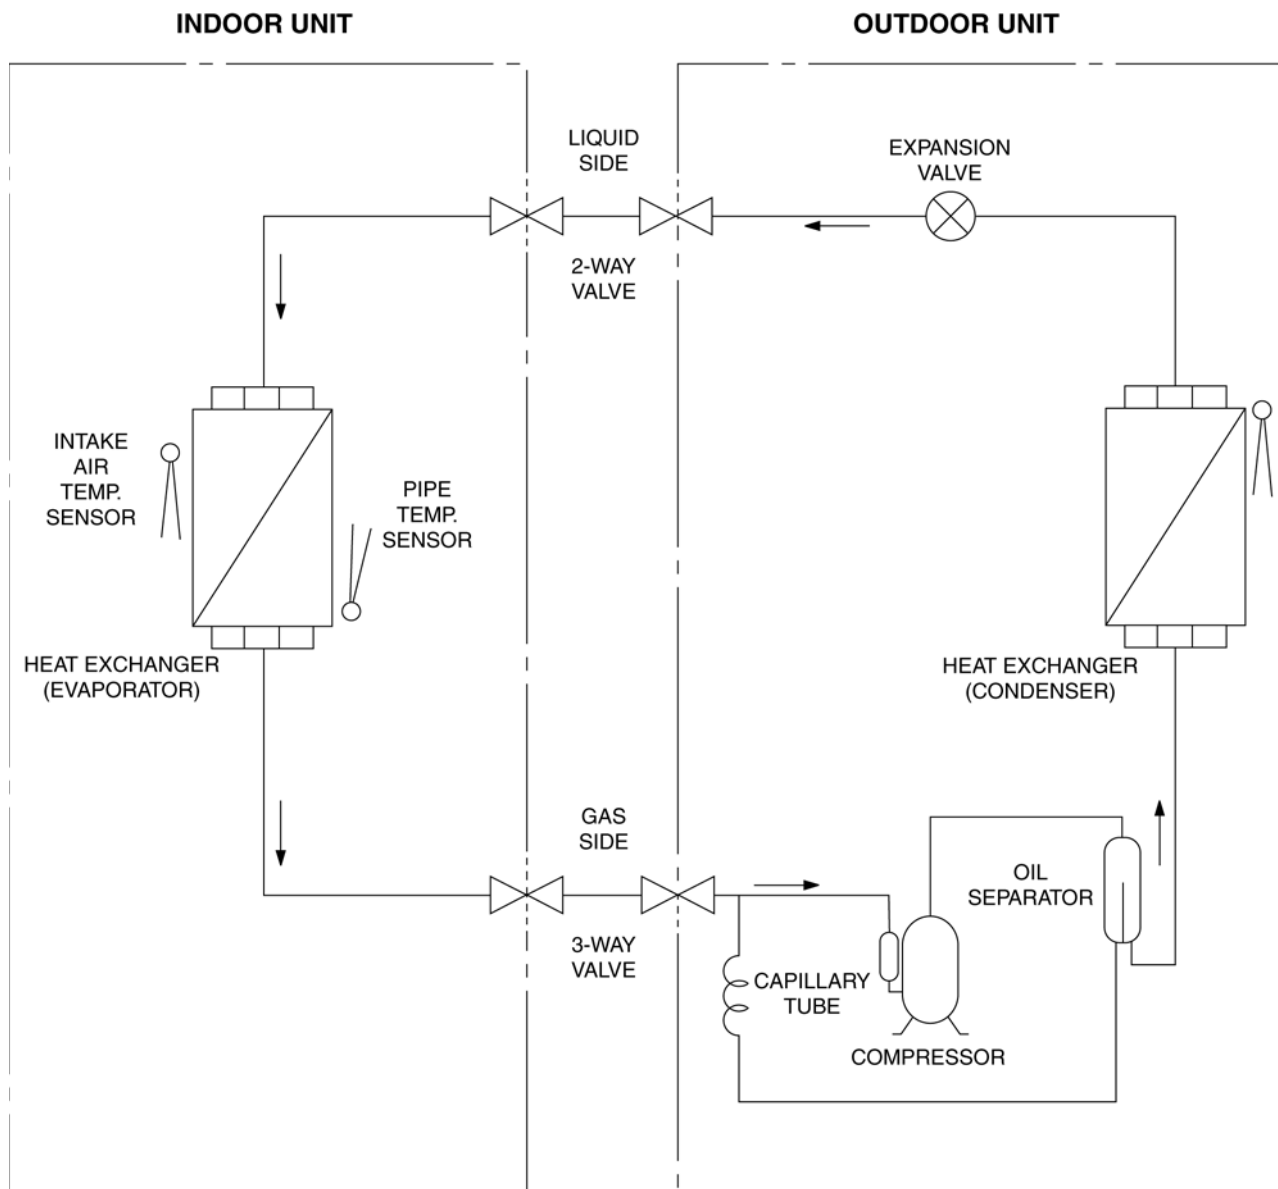 INDOOR UNIT
OUTDOOR UNIT
LIQUID
SIDE
EXPANSION
VALVE
2-WAY
VALVE
INTAKE
AIR
TEMP.
SENSOR
PIPE
TEMP.
SENSOR
HEAT EXCHANGER
(EVAPORATOR)
HEAT EXCHANGER
(CONDENSER)
GAS
SIDE
OIL
SEPARATOR
3-WAY
VALVE
CAPILLARY
TUBE
COMPRESSOR